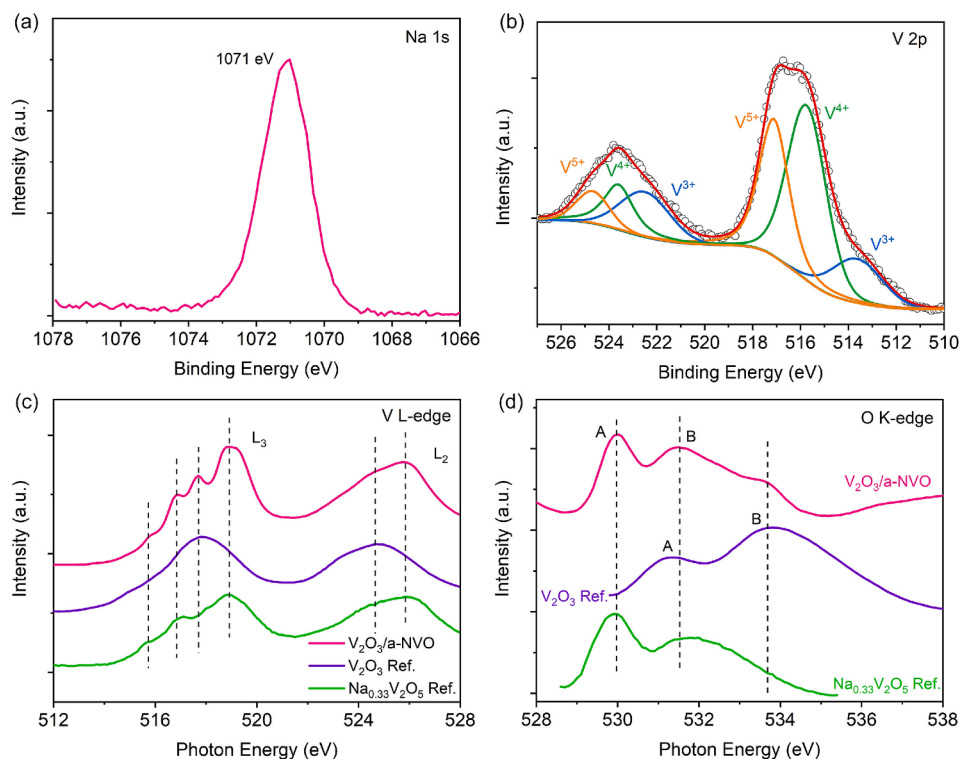 (a)
Na 1s
1071 eV
Intensity (a.u.)
1078 1076 1074 1072 1070 1068 1066
Binding Energy (eV)
(b)
V 2p
V⁵⁺
V⁴⁺
V³⁺
V⁵⁺
V⁴⁺
V³⁺
Intensity (a.u.)
526 524 522 520 518 516 514 512 510
Binding Energy (eV)
(c)
V L-edge
L₃
L₂
Intensity (a.u.)
V₂O₃/a-NVO
V₂O₃ Ref.
Na₀.₃₃V₂O₅ Ref.
512 516 520 524 528
Photon Energy (eV)
(d)
O K-edge
A
B
V₂O₃/a-NVO
B
A
V₂O₃ Ref.
Na₀.₃₃V₂O₅ Ref.
Intensity (a.u.)
528 530 532 534 536 538
Photon Energy (eV)